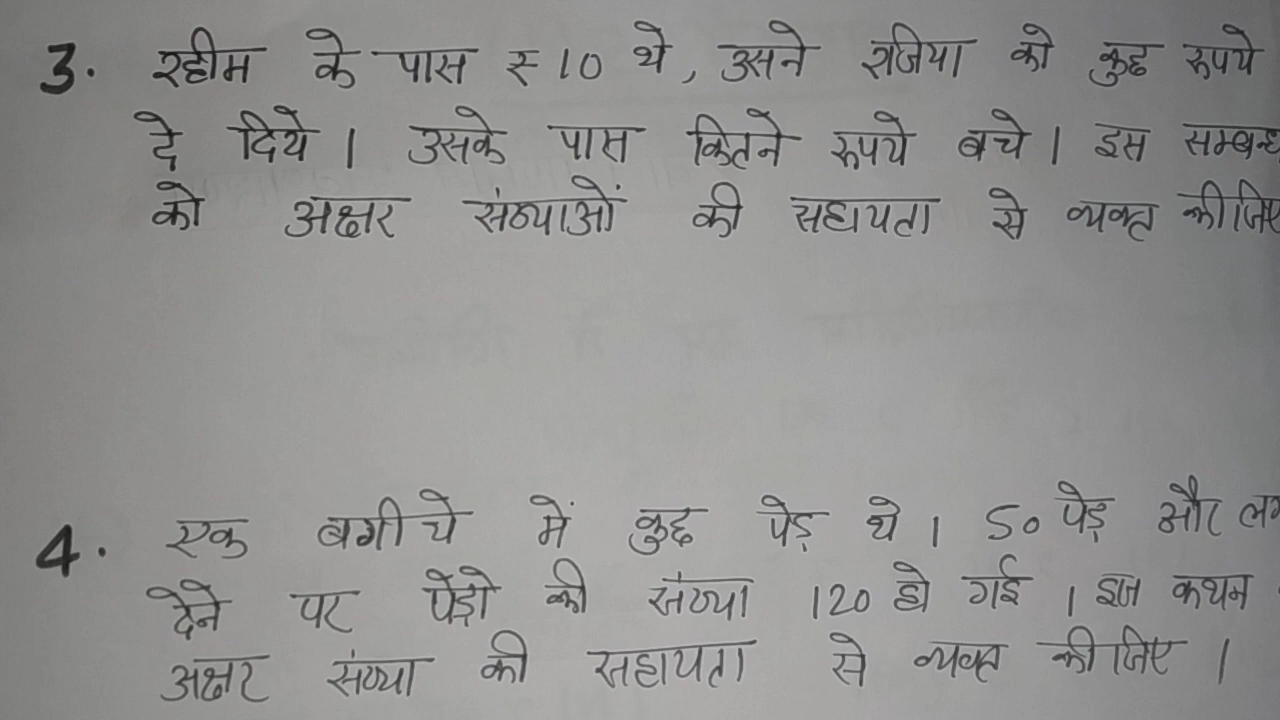 3. रहीम के पास ₹ 10 थे, उसने रजिया को कुछ रूपये
दे दिये । उसके पास कितने रूपये बचे । इस सम्बन्ध
को अक्षर संख्याओं की सहायता से व्यक्त कीजिए
4. एक बगीचे में कुछ पेड़ थे । 50 पेड़ और
देने पर पेड़ो की संख्या 120 हो गई । इस कथन
अक्षर संख्या की सहायता से व्यक्त कीजिए ।